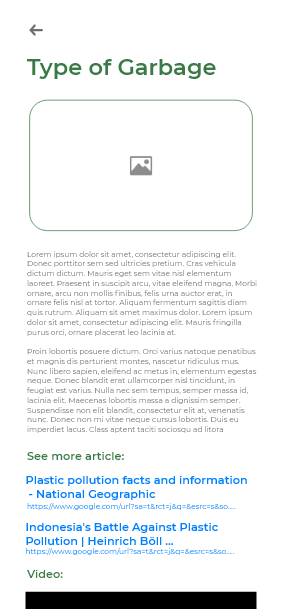 Type of Garbage
Lorem ipsum dolor sit amet, consectetur adipiscing elit.
Donec porttitor sem sed ultricies pretium. Cras vehicula
dictum dictum. Mauris eget sem vitae nisl elementum
laoreet. Praesent in suscipit arcu, vitae eleifend magna. Morbi
ornare, arcu non mollis finibus, felis urna auctor erat, in
ornare felis nisl at tortor. Aliquam fermentum sagittis diam
quis rutrum. Aliquam sit amet maximus dolor. Lorem ipsum
dolor sit amet, consectetur adipiscing elit. Mauris fringilla
purus orci, ornare placerat leo lacinia at.
Proin lobortis posuere dictum. Orci varius natoque penatibus
et magnis dis parturient montes, nascetur ridiculus mus.
Nunc libero sapien, eleifend ac metus in, elementum egestas
neque. Donec blandit erat ullamcorper nisl tincidunt, in
feugiat est varius. Nulla nec sem tempus, semper massa id,
lacinia elit. Maecenas lobortis massa a dignissim semper.
Suspendisse non elit blandit, consectetur elit at, venenatis
nunc. Donec non mi vitae neque cursus lobortis. Duis eu
imperdiet lacus. Class aptent taciti sociosqu ad litora
See more article:
Plastic pollution facts and information
- National Geographic
https://www.google.com/url?sa=t&rct=j&q=&esrc=s&so....
Indonesia's Battle Against Plastic
Pollution | Heinrich Böll ...
https://www.google.com/url?sa=t&rct=j&q=&esrc=s&so....
Video: